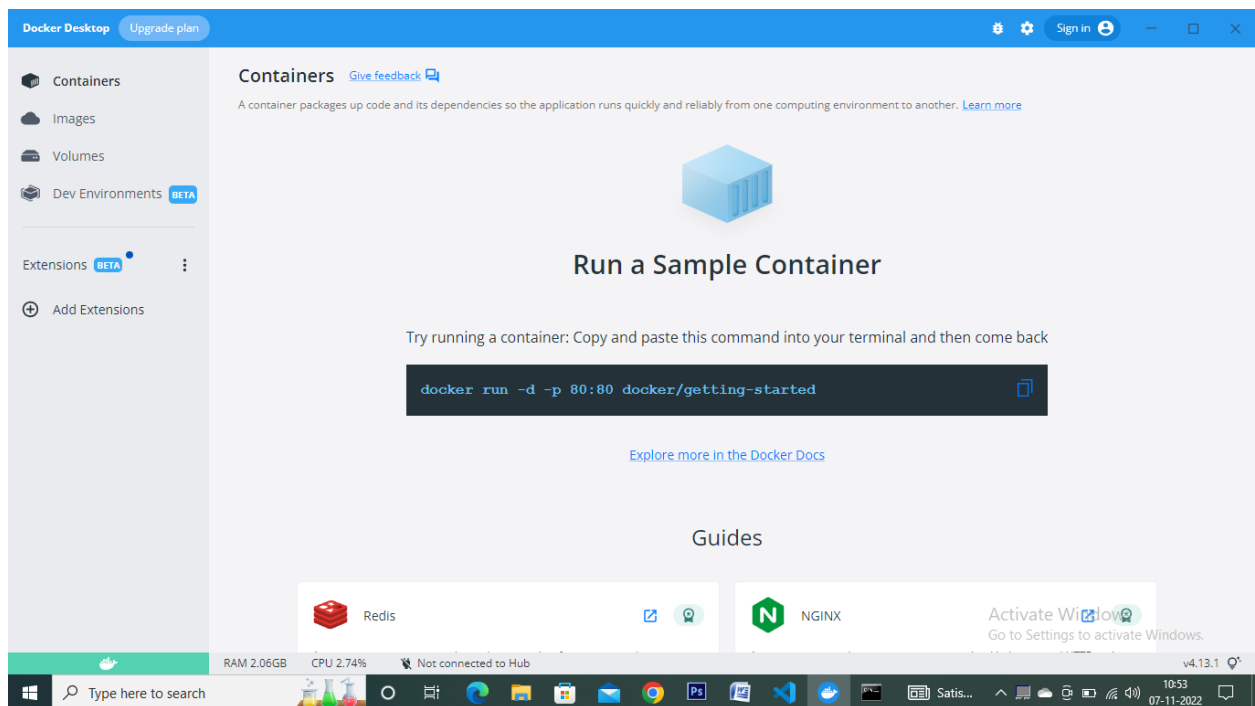 Docker Desktop Upgrade plan Sign in
Containers
Images
Volumes
Dev Environments BETA
Extensions BETA
Add Extensions
Containers Give feedback
A container packages up code and its dependencies so the application runs quickly and reliably from one computing environment to another. Learn more
Run a Sample Container
Try running a container: Copy and paste this command into your terminal and then come back
docker run -d -p 80:80 docker/getting-started
Explore more in the Docker Docs
Guides
Redis
NGINX
Activate Windows
Go to Settings to activate Windows.
RAM 2.06GB CPU 2.74% Not connected to Hub v4.13.1
Type here to search Ps Satis... 10:53
07-11-2022